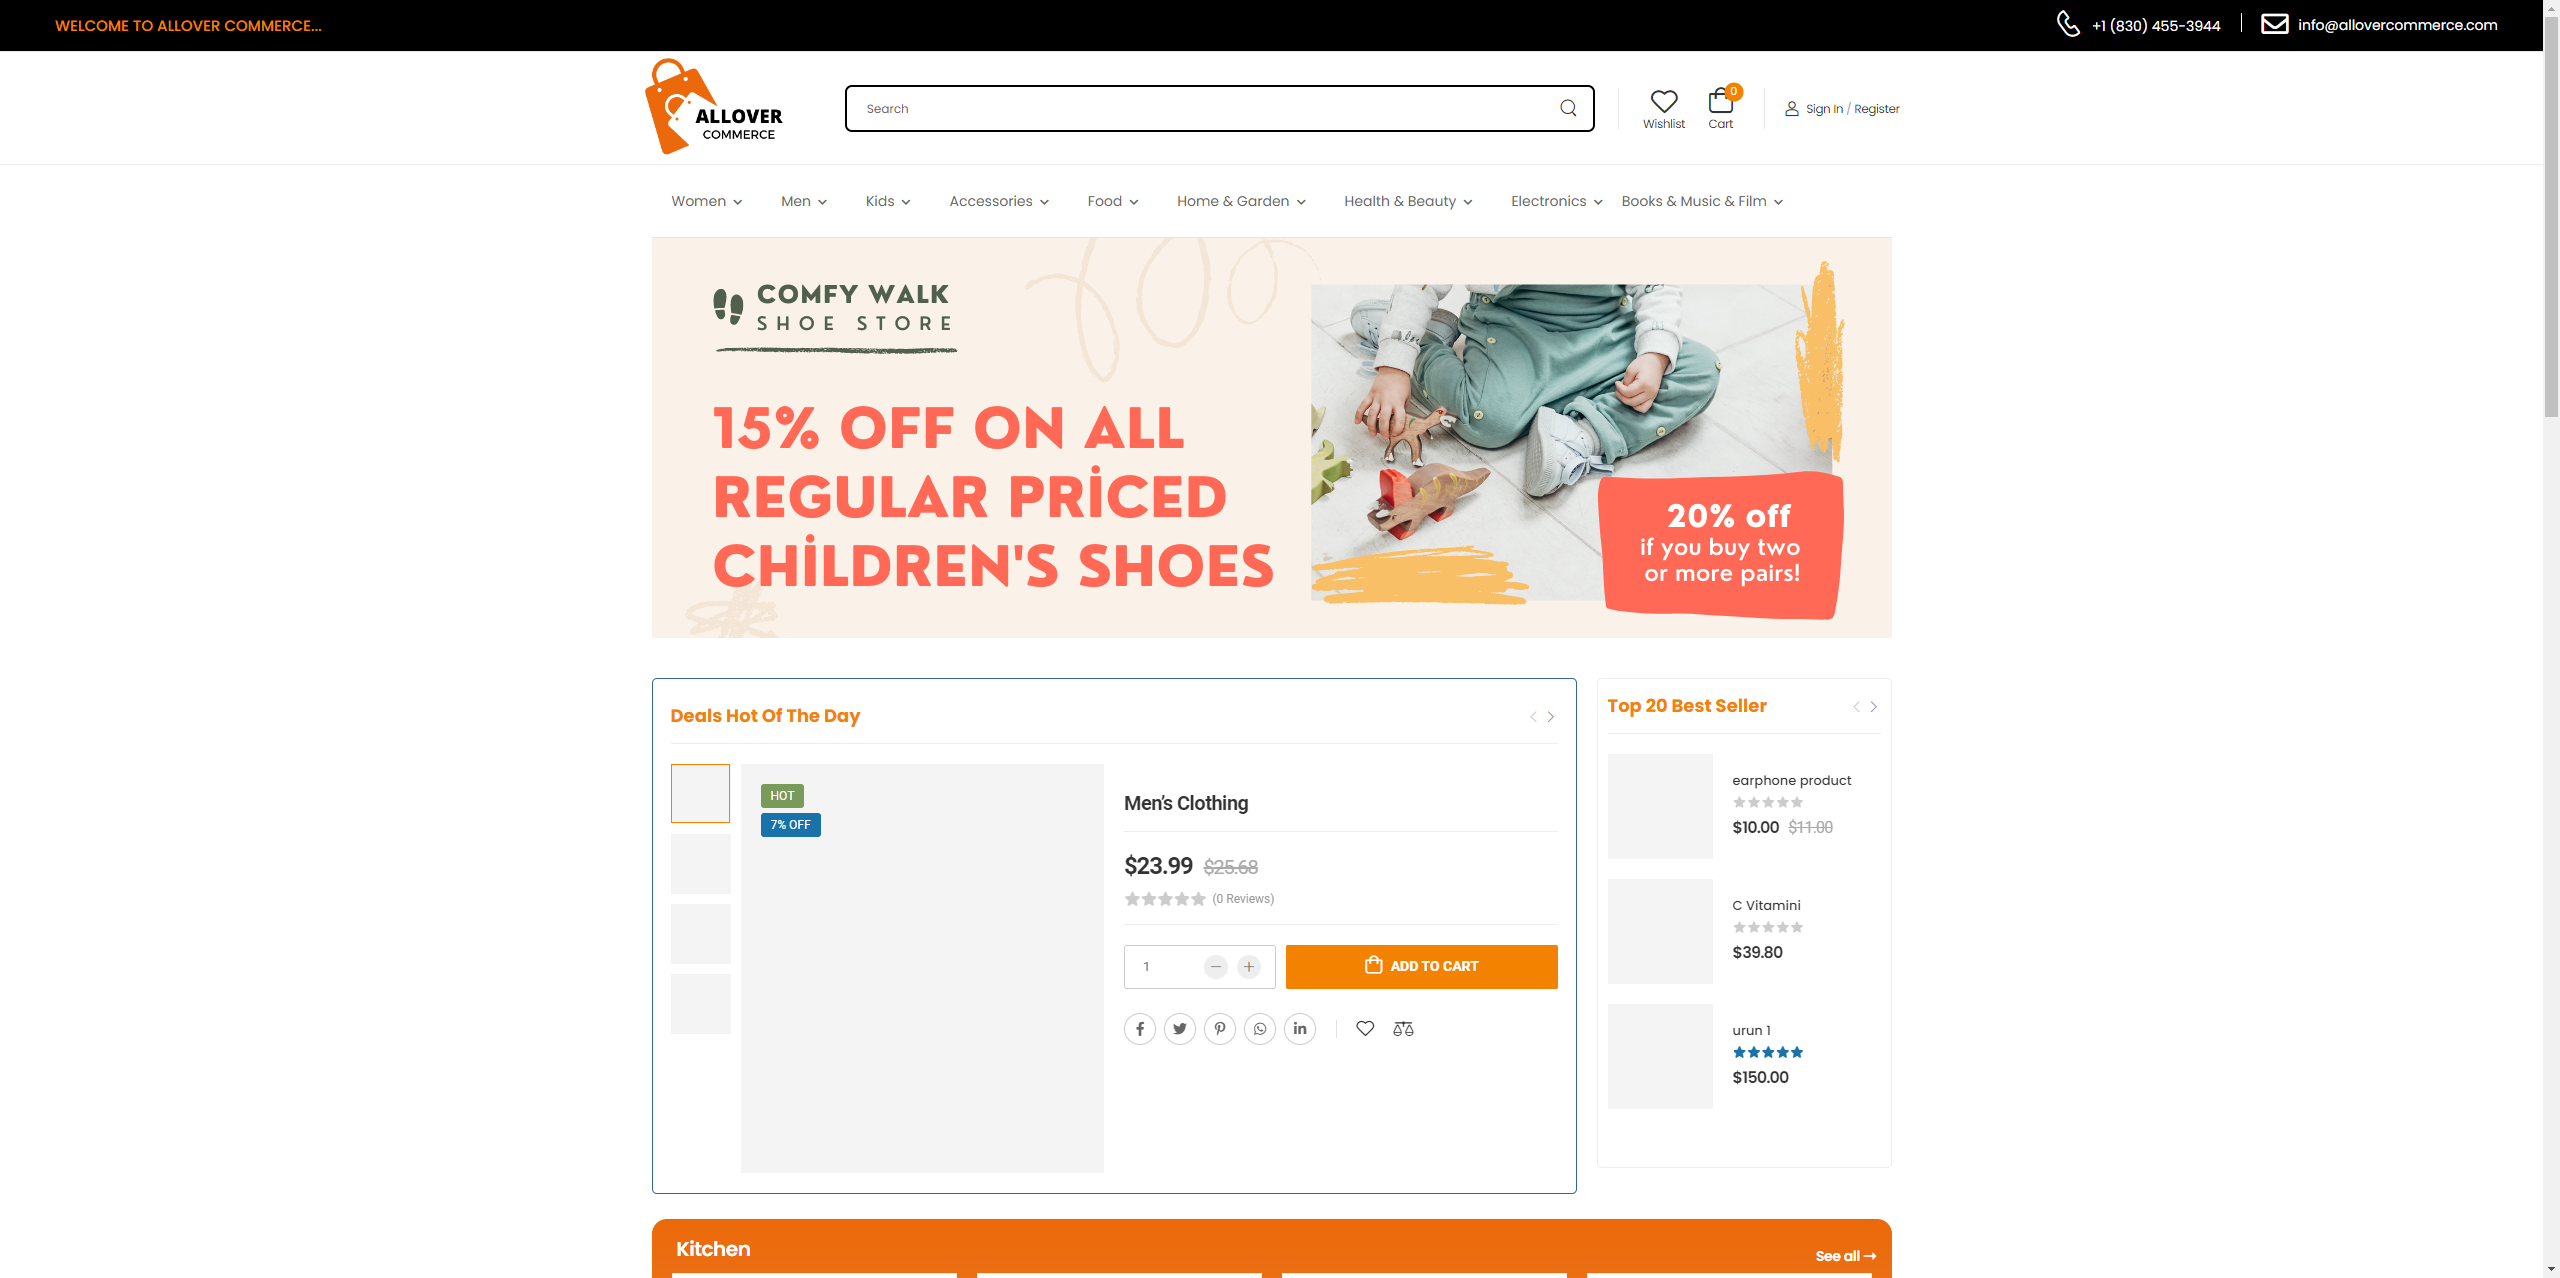 WELCOME TO ALLOVER COMMERCE...
+1 (830) 455-3944
info@allovercommerce.com
ALLOVER
COMMERCE
Search
Wishlist
0
Cart
Sign In / Register
Women
Men
Kids
Accessories
Food
Home & Garden
Health & Beauty
Electronics
Books & Music & Film
COMFY WALK
SHOE STORE
15% OFF ON ALL
REGULAR PRİCED
CHİLDREN'S SHOES
20% off
if you buy two
or more pairs!
Deals Hot Of The Day
HOT
7% OFF
Men's Clothing
$23.99 $25.68
(0 Reviews)
1
ADD TO CART
Top 20 Best Seller
earphone product
$10.00 $11.00
C Vitamini
$39.80
urun 1
$150.00
Kitchen
See all →